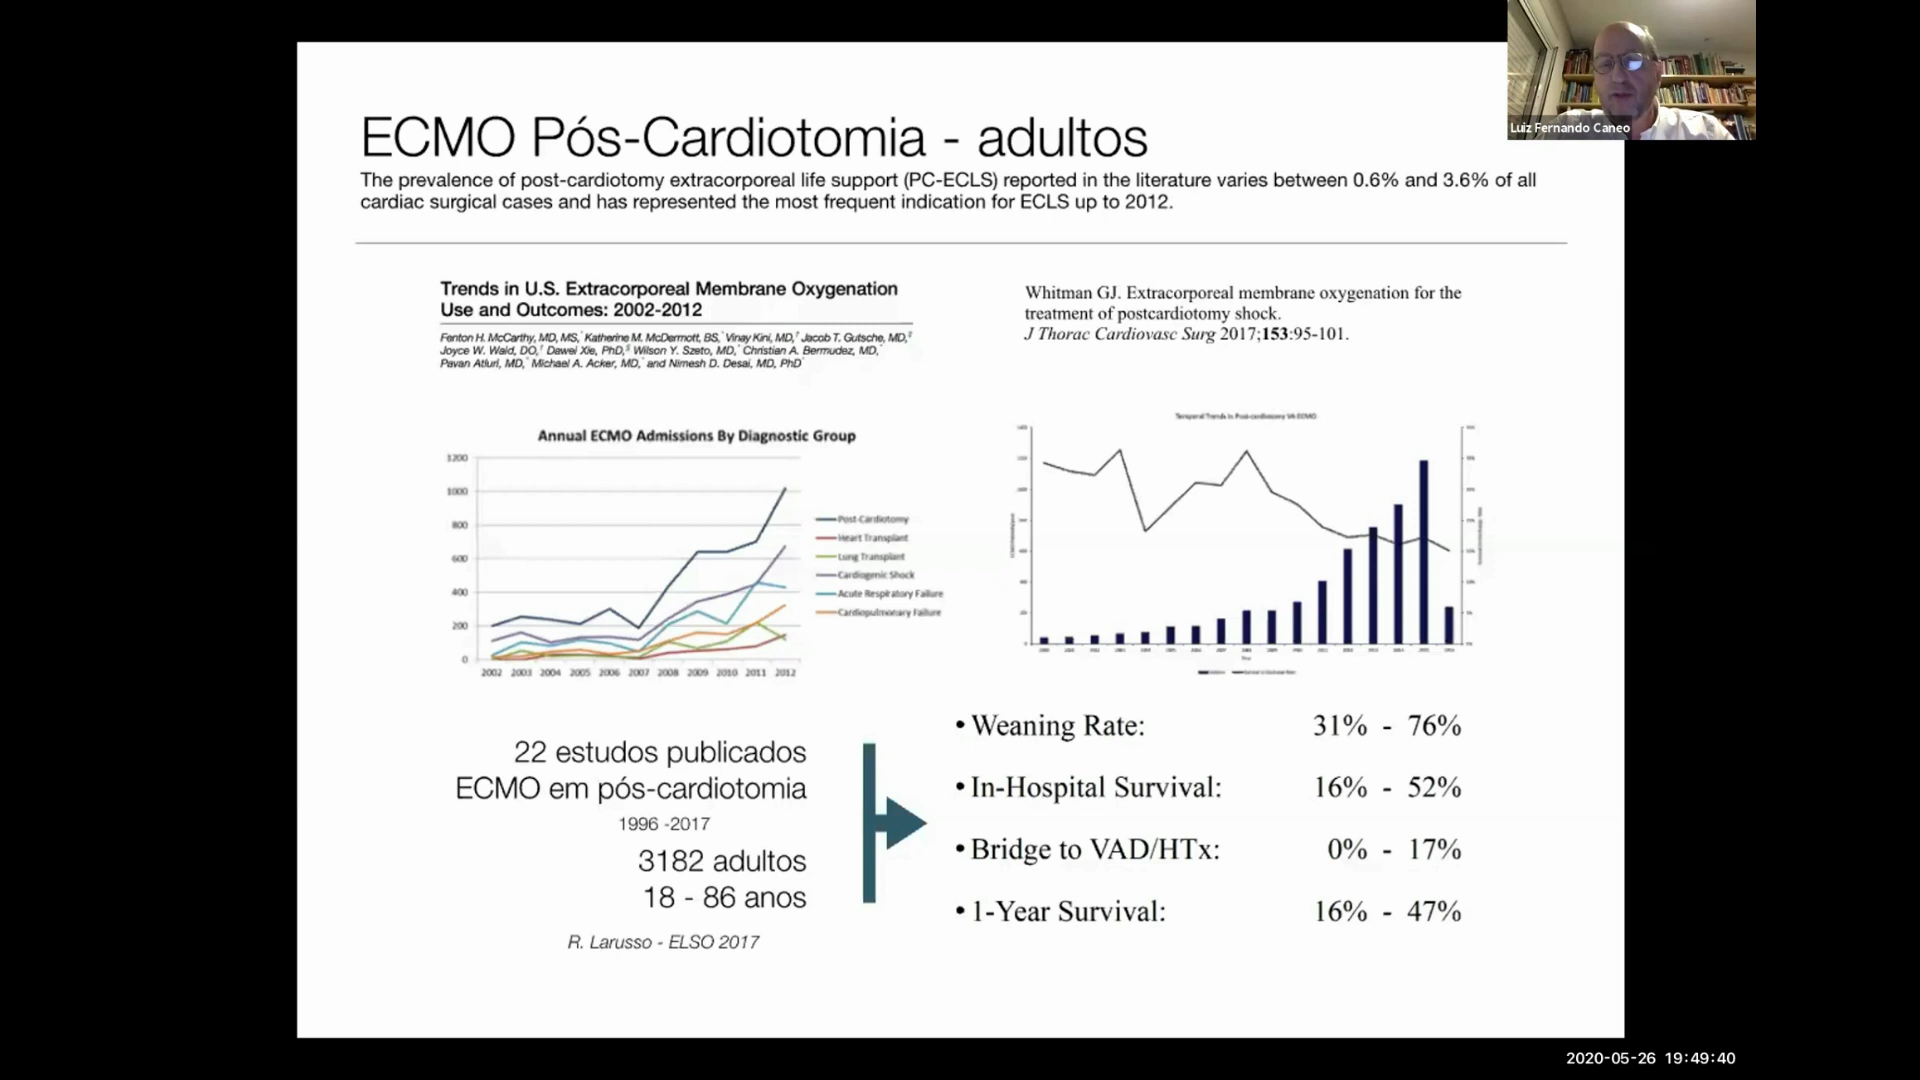 Luiz Fernando Caneo
ECMO Pós-Cardiotomia - adultos
The prevalence of post-cardiotomy extracorporeal life support (PC-ECLS) reported in the literature varies between 0.6% and 3.6% of all
cardiac surgical cases and has represented the most frequent indication for ECLS up to 2012.
Trends in U.S. Extracorporeal Membrane Oxygenation
Use and Outcomes: 2002-2012
Fenton H. McCarthy, MD, MS, Katherine M. McDermott, BS, Vinay Kini, MD, Jacob T. Gutsche, MD,
Joyce W. Wald, DO, Dawei Xie, PhD, Wilson Y. Szeto, MD, Christian A. Bermudez, MD,
Pavan Atluri, MD, Michael A. Acker, MD, and Nimesh D. Desai, MD, PhD
Whitman GJ. Extracorporeal membrane oxygenation for the
treatment of postcardiotomy shock.
J Thorac Cardiovasc Surg 2017;153:95-101.
Annual ECMO Admissions By Diagnostic Group
1200
1000
800
600
400
200
0
2002 2003 2004 2005 2006 2007 2008 2009 2010 2011 2012
Post-Cardiotomy
Heart Transplant
Lung Transplant
Cardiogenic Shock
Acute Respiratory Failure
Cardiopulmonary Failure
Temporal Trends in Post-cardiotomy VA ECMO
22 estudos publicados
ECMO em pós-cardiotomia
1996 -2017
3182 adultos
18 - 86 anos
R. Larusso - ELSO 2017
• Weaning Rate: 31% - 76%
• In-Hospital Survival: 16% - 52%
• Bridge to VAD/HTx: 0% - 17%
• 1-Year Survival: 16% - 47%
2020-05-26 19:49:40